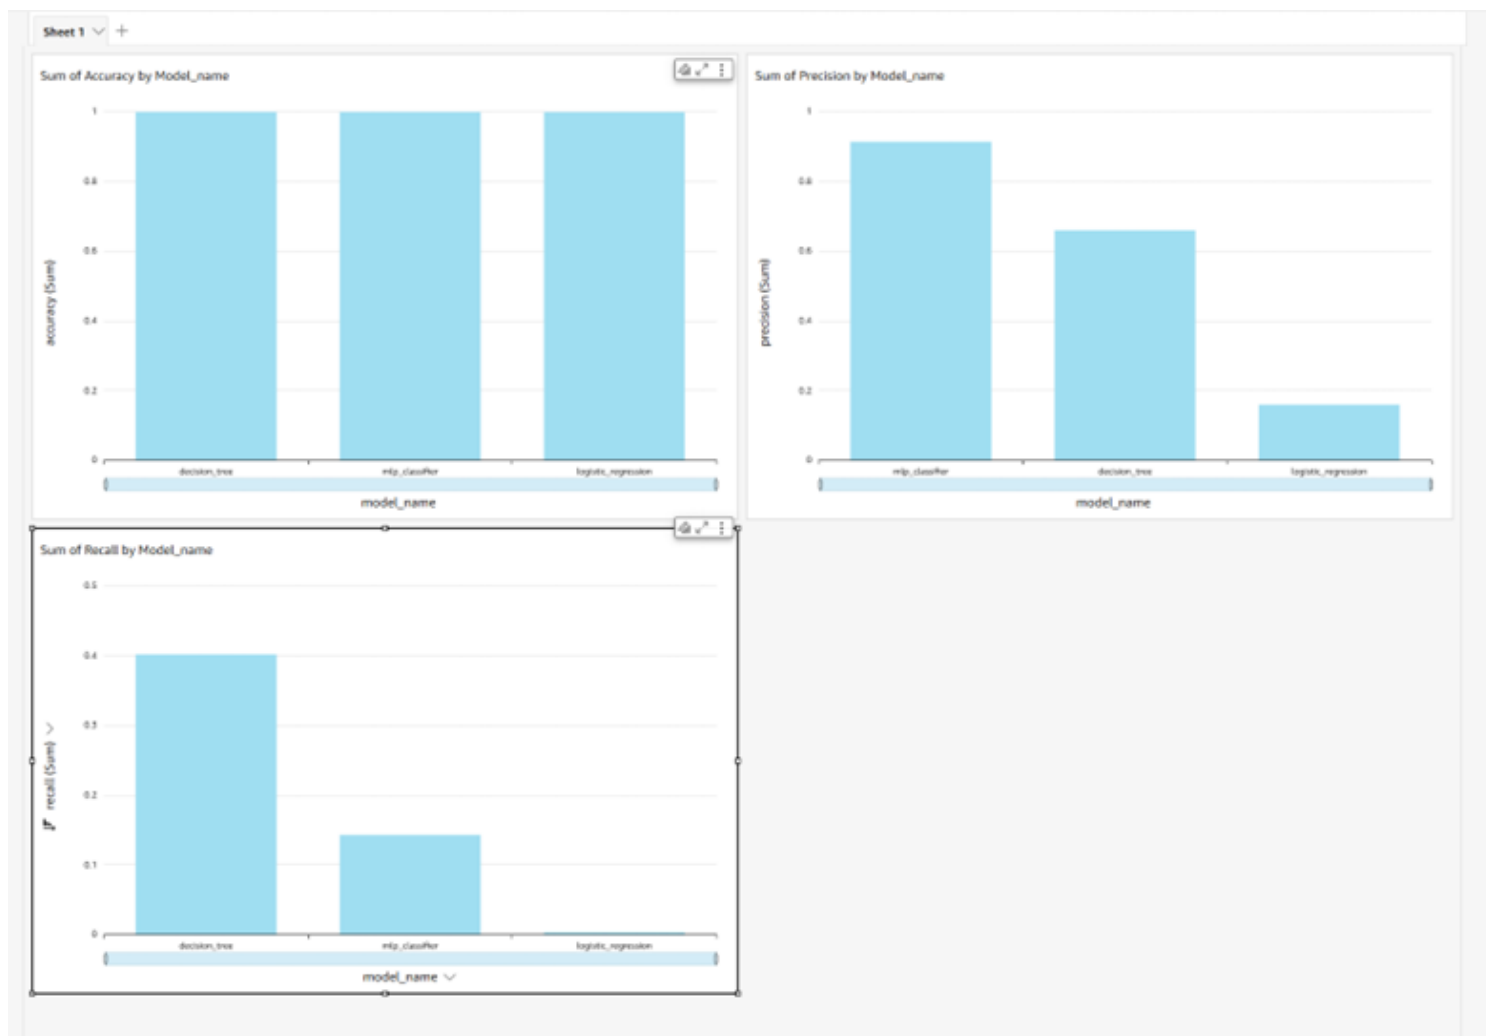 Sheet 1
Sum of Accuracy by Model_name
1
0.8
0.6
0.4
0.2
0
accuracy (Sum)
decision_tree mlp_classifier logistic_regression
model_name
Sum of Precision by Model_name
1
0.8
0.6
0.4
0.2
0
precision (Sum)
mlp_classifier decision_tree logistic_regression
model_name
Sum of Recall by Model_name
0.5
0.4
0.3
0.2
0.1
0
recall (Sum)
decision_tree mlp_classifier logistic_regression
model_name